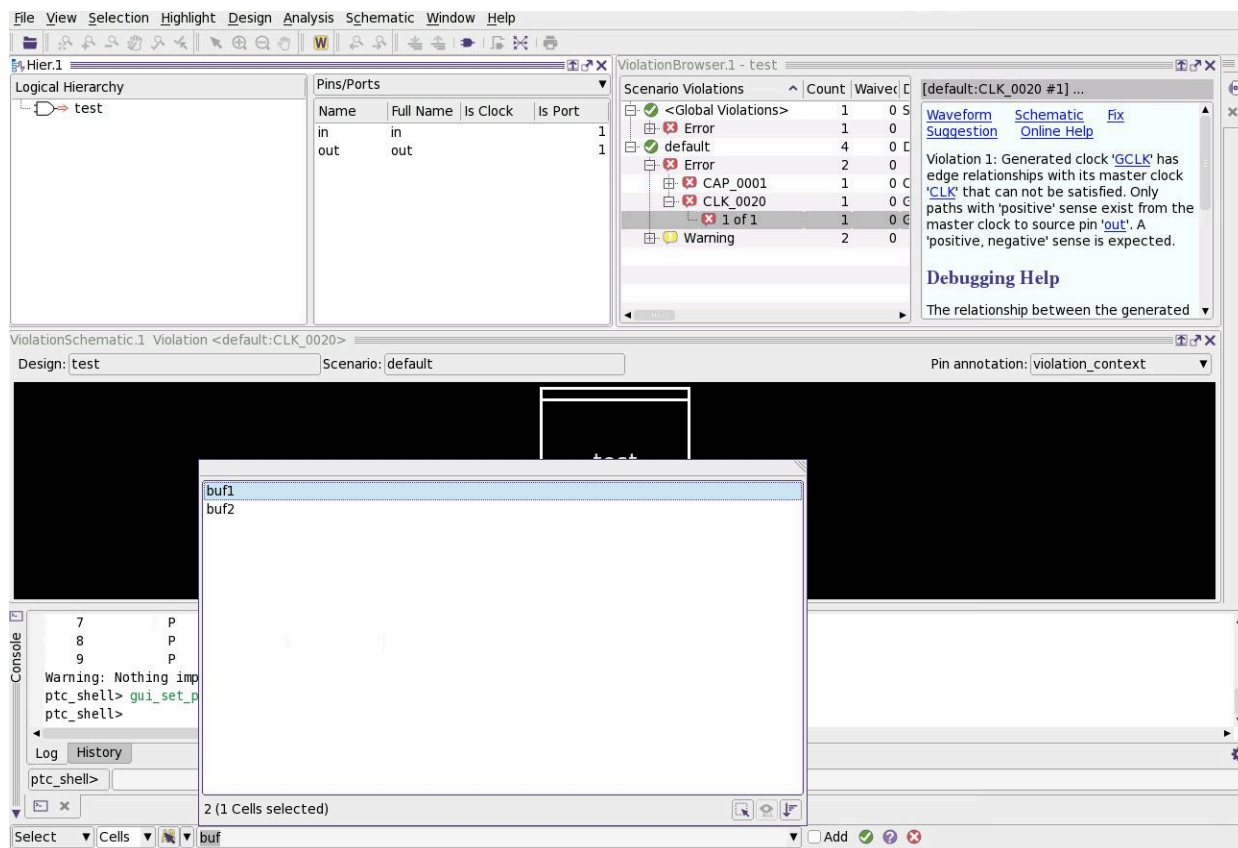 File View Selection Highlight Design Analysis Schematic Window Help
W
Hier.1
Logical Hierarchy
test
Pins/Ports
Name Full Name Is Clock Is Port
in in 1
out out 1
ViolationBrowser.1 - test
Scenario Violations Count Waived D
<Global Violations> 1 0 S
Error 1 0
default 4 0 D
Error 2 0
CAP_0001 1 0 C
CLK_0020 1 0 G
1 of 1 1 0 G
Warning 2 0
[default:CLK_0020 #1] ...
Waveform Schematic Fix
Suggestion Online Help
Violation 1: Generated clock 'GCLK' has
edge relationships with its master clock
'CLK' that can not be satisfied. Only
paths with 'positive' sense exist from the
master clock to source pin 'out'. A
'positive, negative' sense is expected.
Debugging Help
The relationship between the generated
ViolationSchematic.1 Violation <default:CLK_0020>
Design: test Scenario: default Pin annotation: violation_context
test
buf1
buf2
2 (1 Cells selected)
Console
7 P
8 P
9 P
Warning: Nothing imp
ptc_shell> gui_set_p
ptc_shell>
Log History
ptc_shell>
Select Cells buf Add